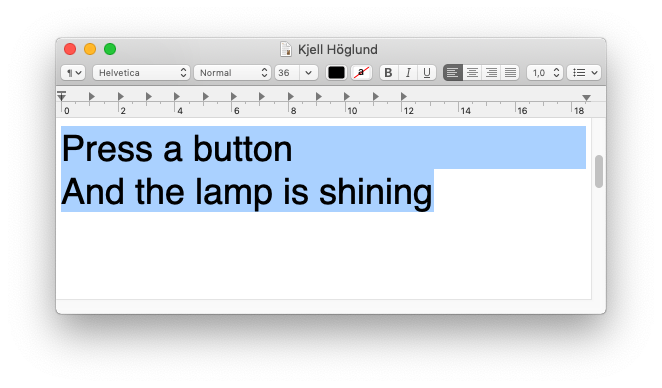 Kjell Höglund
¶ Helvetica Normal 36 a B I U 1,0
0 2 4 6 8 10 12 14 16 18
Press a button
And the lamp is shining